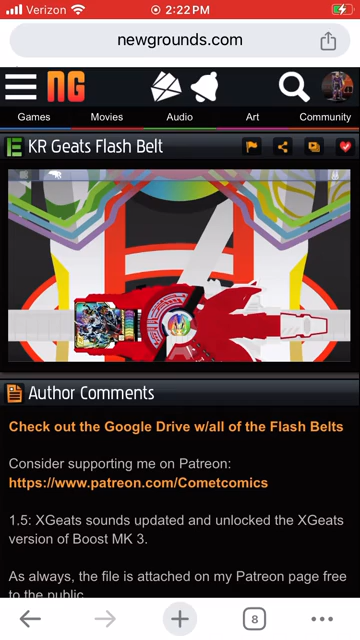 Verizon
2:22PM
newgrounds.com
NG
Games
Movies
Audio
Art
Community
E
KR Geats Flash Belt
Author Comments
Check out the Google Drive w/all of the Flash Belts
Consider supporting me on Patreon:
https://www.patreon.com/Cometcomics
1.5: XGeats sounds updated and unlocked the XGeats
version of Boost MK 3.
As always, the file is attached on my Patreon page free
to the public
8